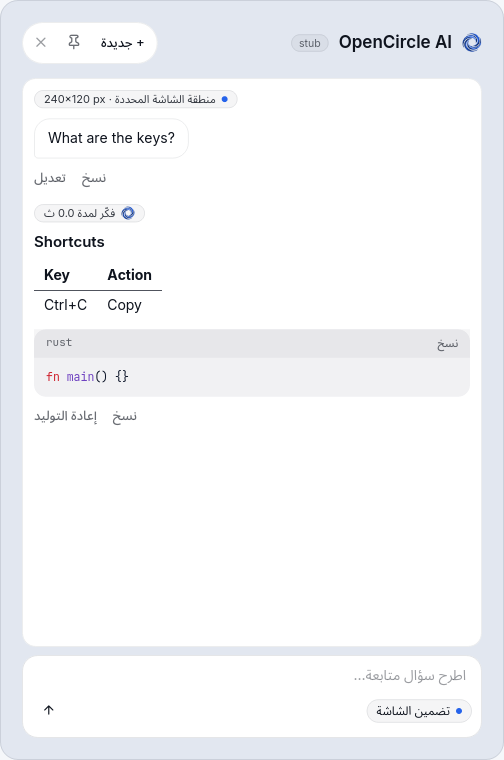 OpenCircle AI
stub
+ جديدة
منطقة الشاشة المحددة · 240×120 px
What are the keys?
نسخ
تعديل
فكّر لمدة 0.0 ث
Shortcuts
Key Action
Ctrl+C Copy
rust نسخ
fn main() {}
نسخ
إعادة التوليد
اطرح سؤال متابعة...
تضمين الشاشة